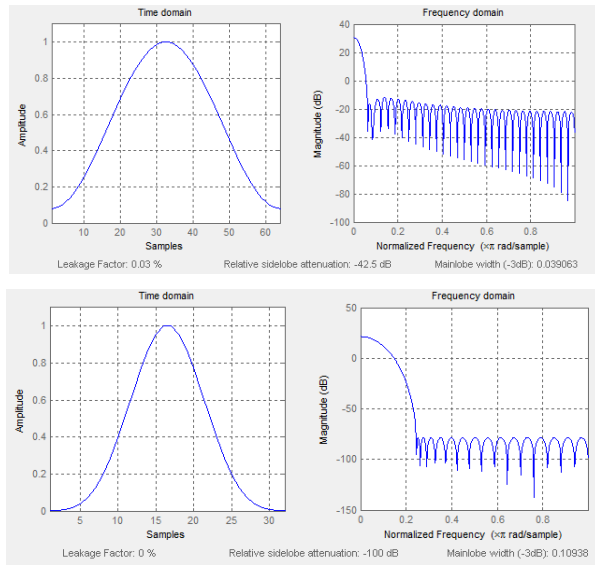 Time domain
Frequency domain
1
0.8
0.6
0.4
0.2
0
Amplitude
10 20 30 40 50 60
Samples
40
20
0
-20
-40
-60
-80
-100
Magnitude (dB)
0 0.2 0.4 0.6 0.8
Normalized Frequency (×π rad/sample)
Leakage Factor: 0.03 % Relative sidelobe attenuation: -42.5 dB Mainlobe width (-3dB): 0.039063
Time domain
Frequency domain
1
0.8
0.6
0.4
0.2
0
Amplitude
5 10 15 20 25 30
Samples
50
0
-50
-100
-150
Magnitude (dB)
0 0.2 0.4 0.6 0.8
Normalized Frequency (×π rad/sample)
Leakage Factor: 0 % Relative sidelobe attenuation: -100 dB Mainlobe width (-3dB): 0.10938